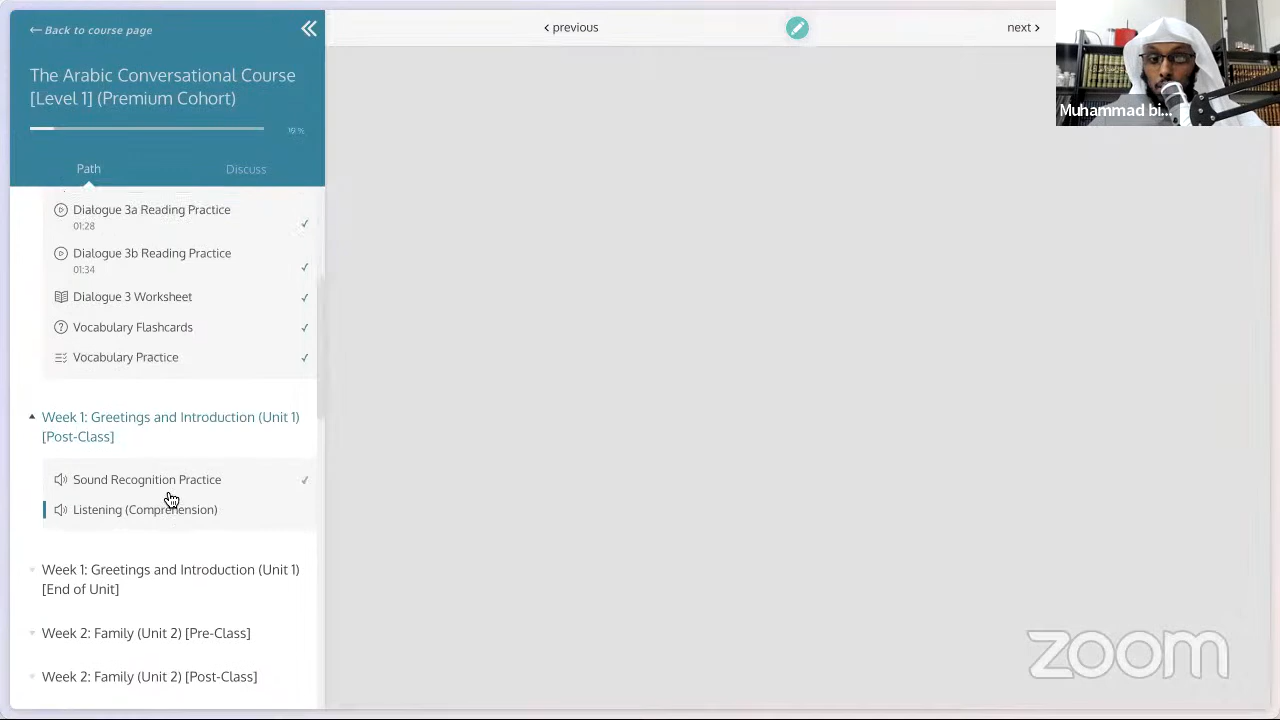 Back to course page
The Arabic Conversational Course
[Level 1] (Premium Cohort)
10 %
Path
Discuss
Dialogue 3a Reading Practice
01:28
Dialogue 3b Reading Practice
01:34
Dialogue 3 Worksheet
Vocabulary Flashcards
Vocabulary Practice
Week 1: Greetings and Introduction (Unit 1)
[Post-Class]
Sound Recognition Practice
Listening (Comprehension)
Week 1: Greetings and Introduction (Unit 1)
[End of Unit]
Week 2: Family (Unit 2) [Pre-Class]
Week 2: Family (Unit 2) [Post-Class]
previous
next
Muhammad bi...
zoom